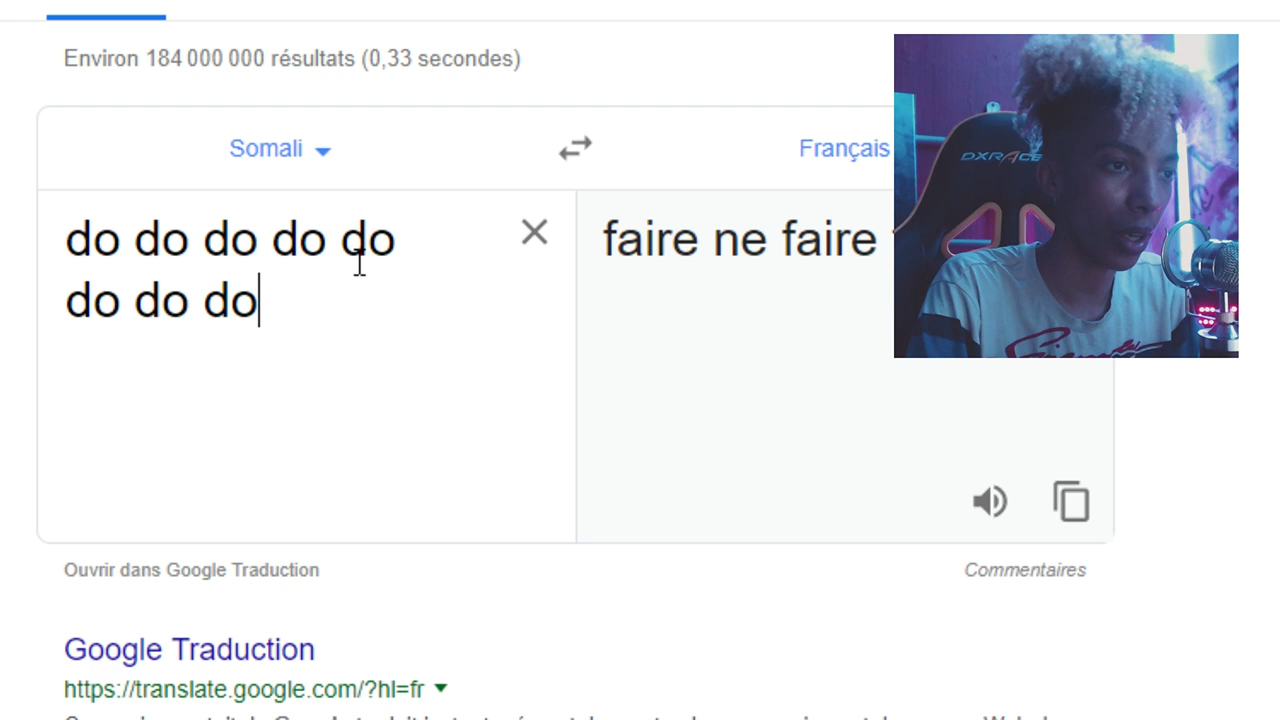 Environ 184 000 000 résultats (0,33 secondes)
Somali
Français
do do do do do
do do do
faire ne faire
DXRACE
Ouvrir dans Google Traduction
Commentaires
Google Traduction
https://translate.google.com/?hl=fr